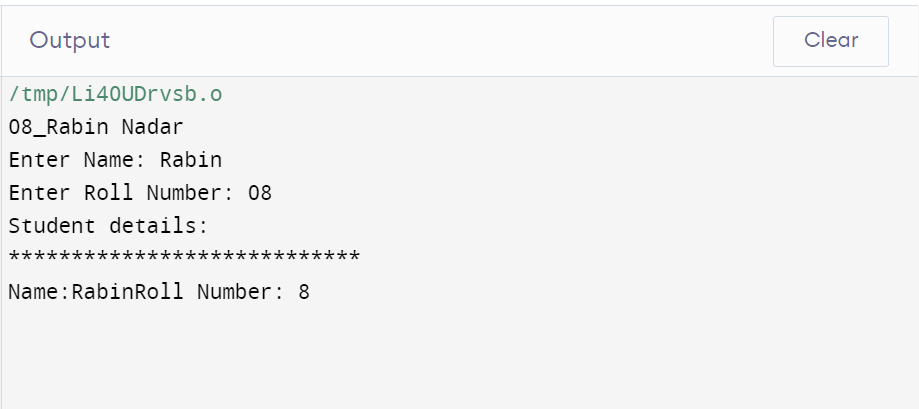 Output
Clear
/tmp/Li4OUDrvsb.o
08_Rabin Nadar
Enter Name: Rabin
Enter Roll Number: 08
Student details:
****************************
Name:RabinRoll Number: 8